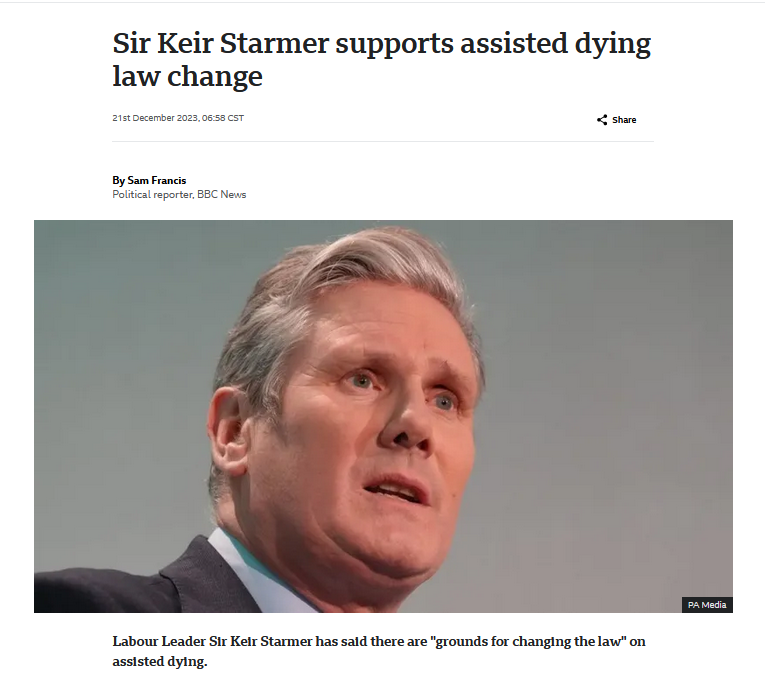 Sir Keir Starmer supports assisted dying
law change
21st December 2023, 06:58 CST
Share
By Sam Francis
Political reporter, BBC News
PA Media
Labour Leader Sir Keir Starmer has said there are "grounds for changing the law" on
assisted dying.